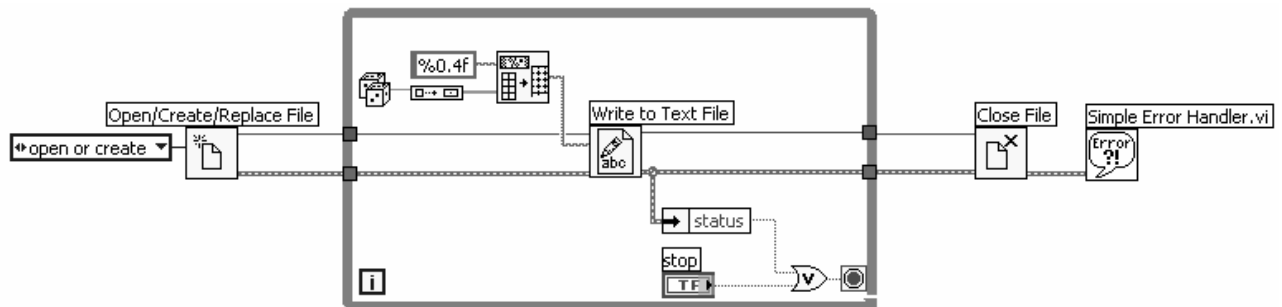 %0.4f
Open/Create/Replace File
Write to Text File
Close File
Simple Error Handler.vi
open or create
abc
Error
?!
status
stop
TF
i